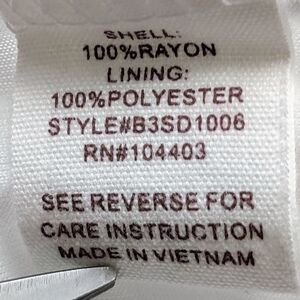 SHELL:
100%RAYON
LINING:
100%POLYESTER
STYLE#B3SD1006
RN#104403
SEE REVERSE FOR
CARE INSTRUCTION
MADE IN VIETNAM